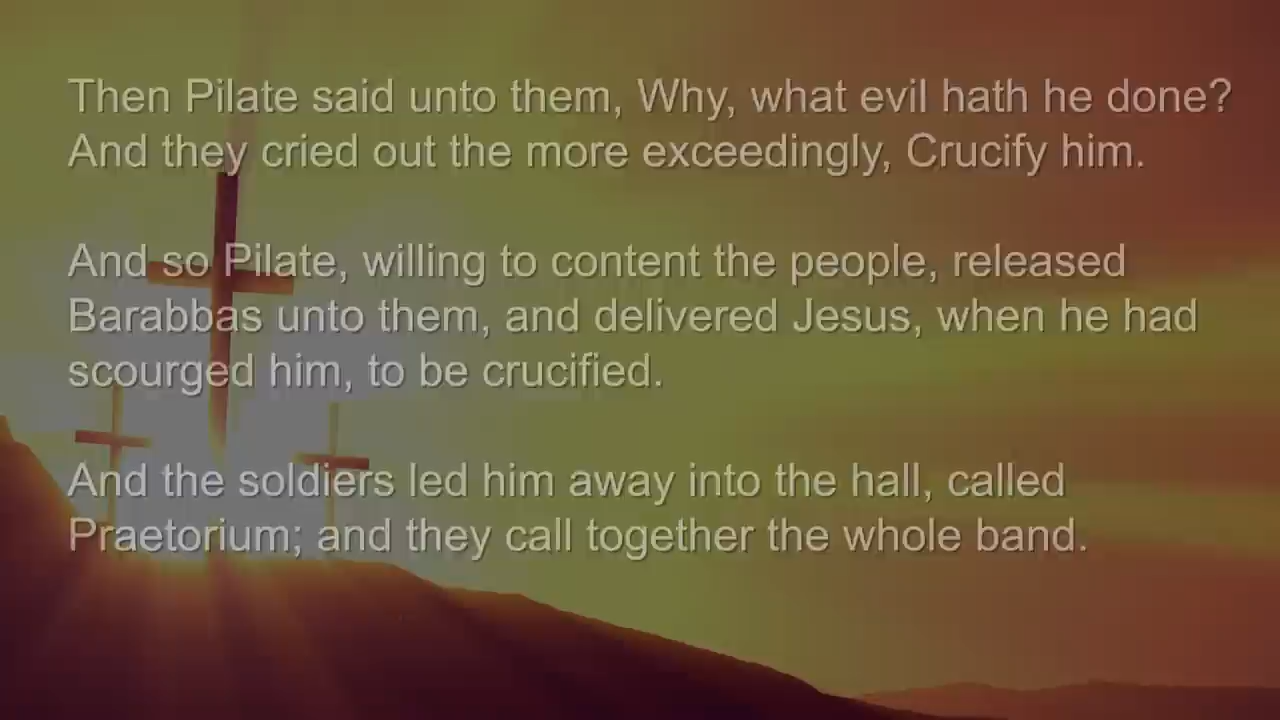 Then Pilate said unto them, Why, what evil hath he done?
And they cried out the more exceedingly, Crucify him.
And so Pilate, willing to content the people, released
Barabbas unto them, and delivered Jesus, when he had
scourged him, to be crucified.
And the soldiers led him away into the hall, called
Praetorium; and they call together the whole band.